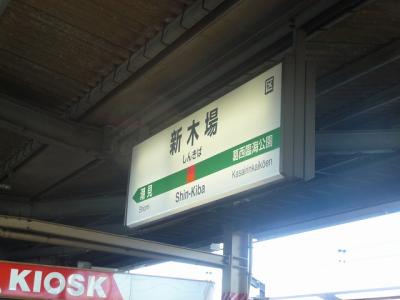 区
新木場
しんきば
潮見
葛西臨海公園
Shiomi
Shin-Kiba
Kasairinkaikōen
KIOSK